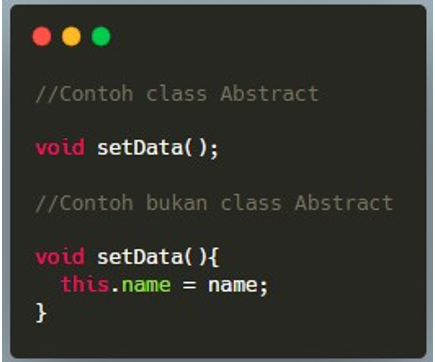 //Contoh class Abstract
void setData();
//Contoh bukan class Abstract
void setData(){
  this.name = name;
}